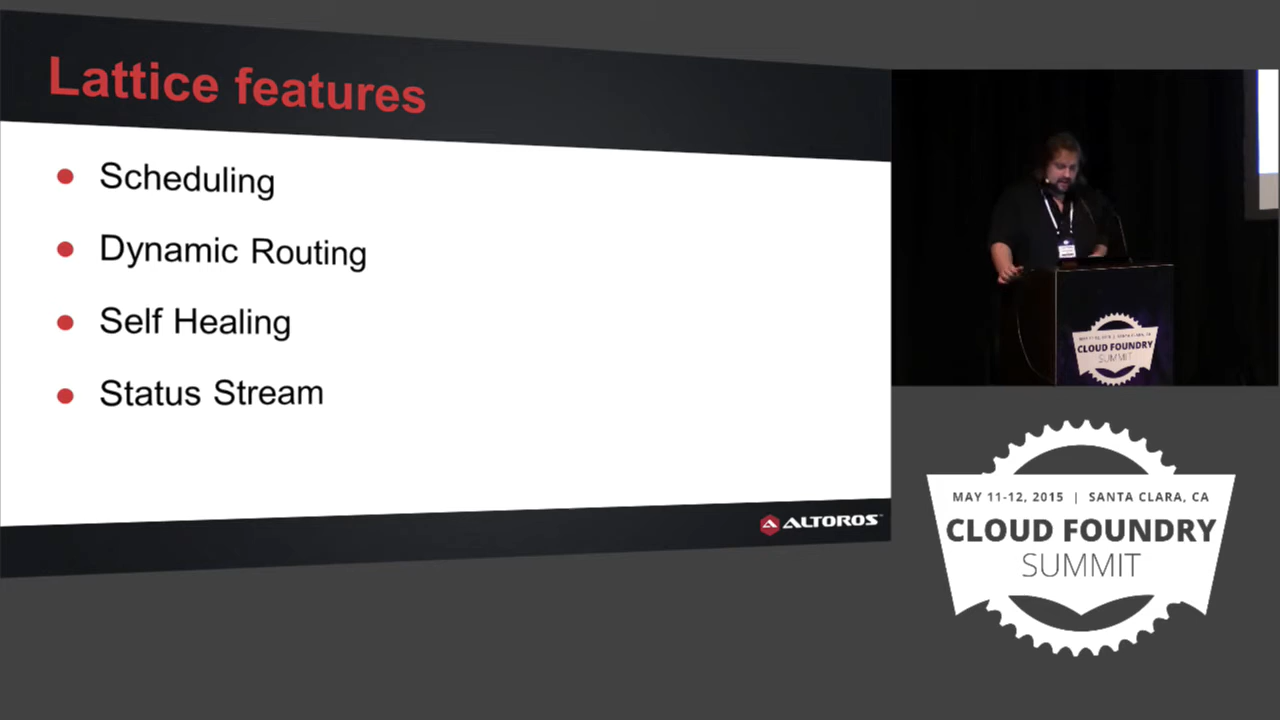 Lattice features
Scheduling
Dynamic Routing
Self Healing
Status Stream
ALTOROS
CLOUD FOUNDRY
SUMMIT
MAY 11-12, 2015 | SANTA CLARA, CA
CLOUD FOUNDRY
SUMMIT